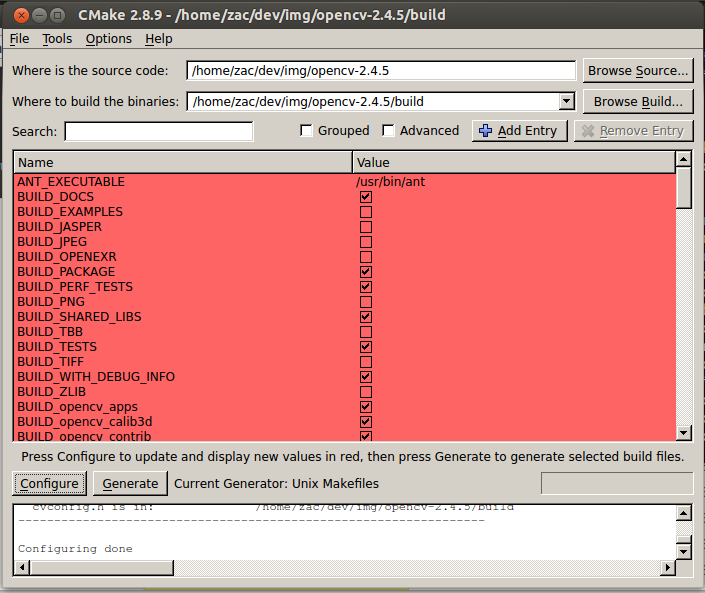 CMake 2.8.9 - /home/zac/dev/img/opencv-2.4.5/build
File Tools Options Help
Where is the source code: /home/zac/dev/img/opencv-2.4.5 Browse Source...
Where to build the binaries: /home/zac/dev/img/opencv-2.4.5/build Browse Build...
Search: Grouped Advanced Add Entry Remove Entry
Name Value
ANT_EXECUTABLE /usr/bin/ant
BUILD_DOCS
BUILD_EXAMPLES
BUILD_JASPER
BUILD_JPEG
BUILD_OPENEXR
BUILD_PACKAGE
BUILD_PERF_TESTS
BUILD_PNG
BUILD_SHARED_LIBS
BUILD_TBB
BUILD_TESTS
BUILD_TIFF
BUILD_WITH_DEBUG_INFO
BUILD_ZLIB
BUILD_opencv_apps
BUILD_opencv_calib3d
BUILD_opencv_contrib
Press Configure to update and display new values in red, then press Generate to generate selected build files.
Configure Generate Current Generator: Unix Makefiles
cvconfig.h is in: /home/zac/dev/img/opencv-2.4.5/build
-----------------------------------------------------------------
Configuring done